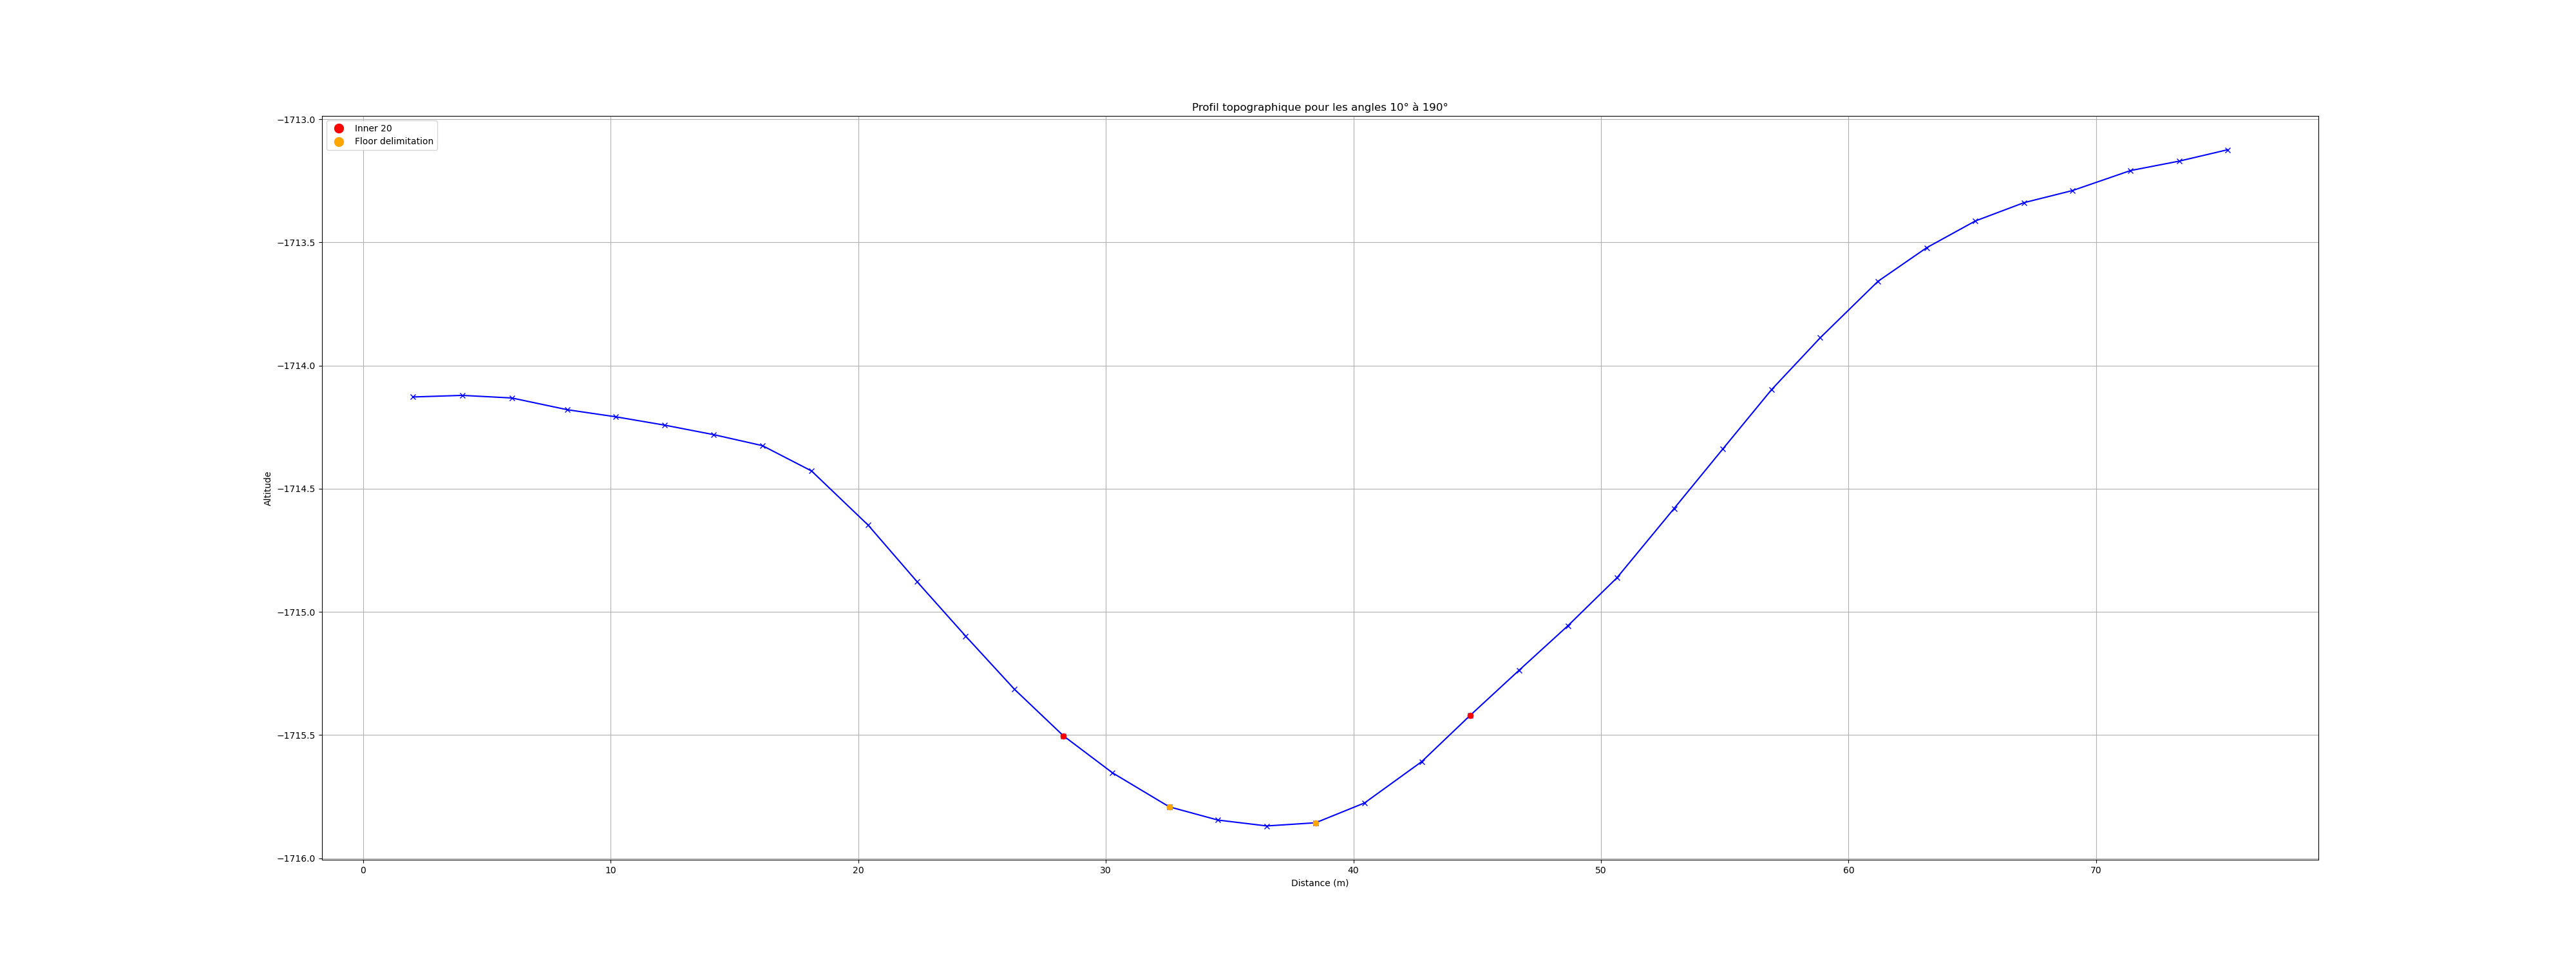 Profil topographique pour les angles 10° à 190°
Inner 20
Floor delimitation
−1713.0
−1713.5
−1714.0
−1714.5
−1715.0
−1715.5
−1716.0
Altitude
0 10 20 30 40 50 60 70
Distance (m)